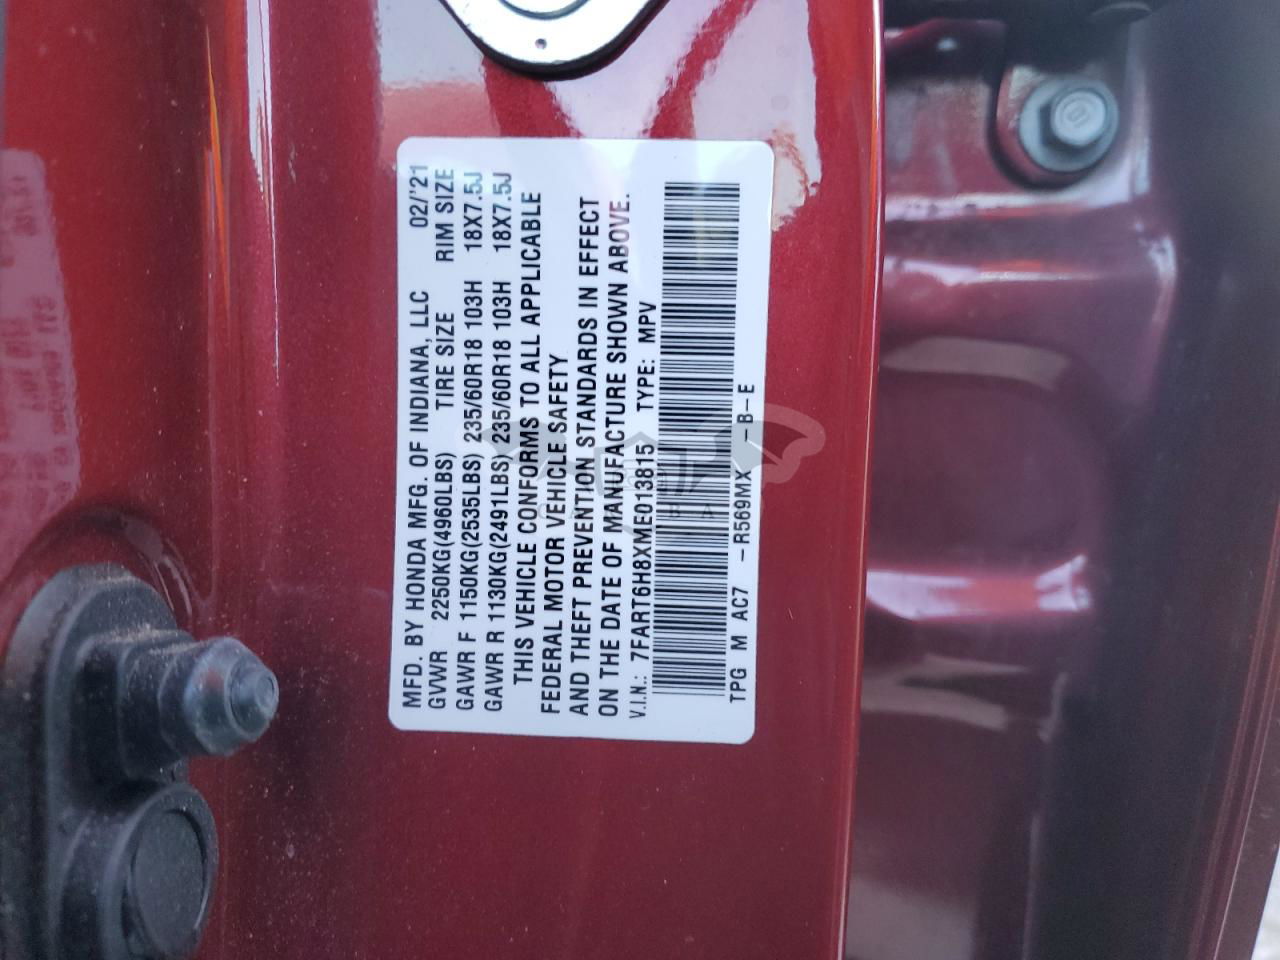 MFD. BY HONDA MFG. OF INDIANA, LLC 02/'21
GVWR 2250KG(4960LBS) TIRE SIZE RIM SIZE
GAWR F 1150KG(2535LBS) 235/60R18 103H 18X7.5J
GAWR R 1130KG(2491LBS) 235/60R18 103H 18X7.5J
THIS VEHICLE CONFORMS TO ALL APPLICABLE
FEDERAL MOTOR VEHICLE SAFETY
AND THEFT PREVENTION STANDARDS IN EFFECT
ON THE DATE OF MANUFACTURE SHOWN ABOVE.
V.I.N.: 7FART6H8XME013815 TYPE: MPV
TPG M AC7 -R569MX -B-E